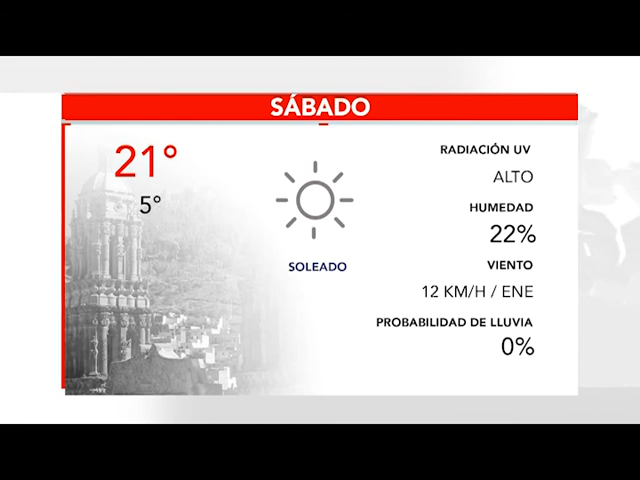 SÁBADO
21°
5°
SOLEADO
RADIACIÓN UV
ALTO
HUMEDAD
22%
VIENTO
12 KM/H / ENE
PROBABILIDAD DE LLUVIA
0%